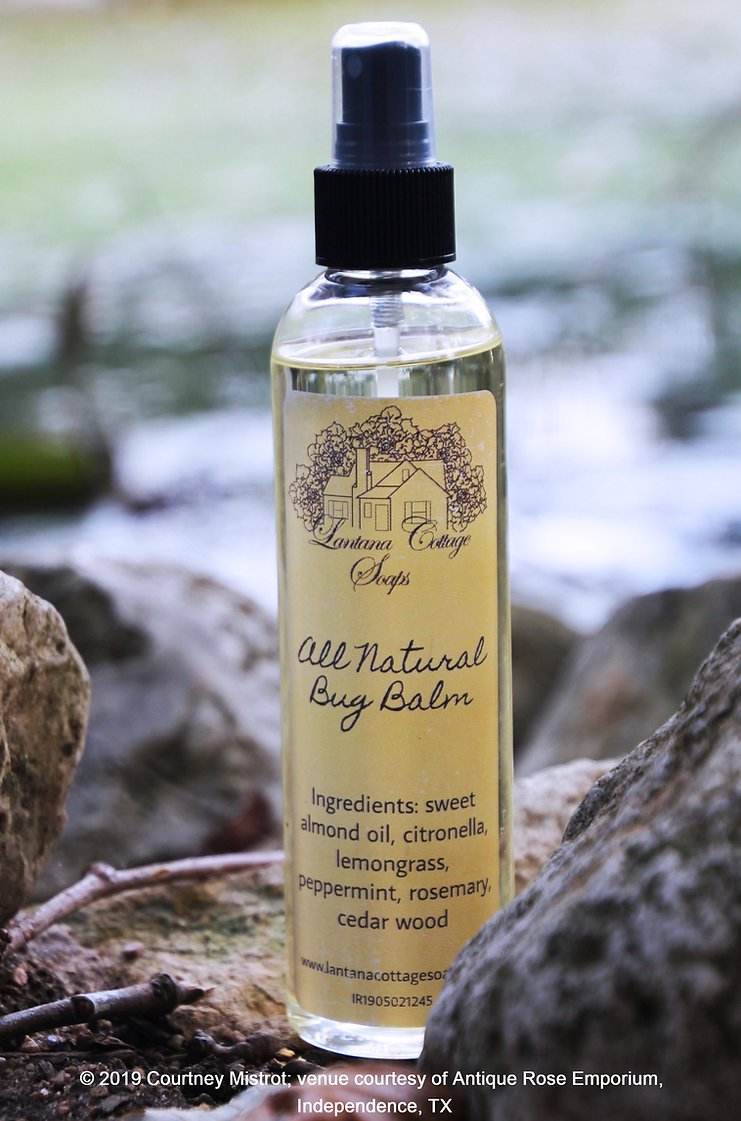 Lantana Cottage
Soaps
All Natural
Bug Balm
Ingredients: sweet
almond oil, citronella,
lemongrass,
peppermint, rosemary,
cedar wood
IR1905021245
© 2019 Courtney Mistrot; venue courtesy of Antique Rose Emporium,
Independence, TX